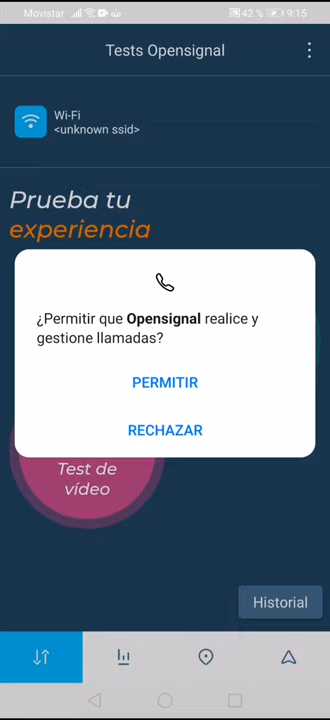 Movistar 42 % 9:15
Tests Opensignal
Wi-Fi
<unknown ssid>
Prueba tu
experiencia
¿Permitir que Opensignal realice y
gestione llamadas?
PERMITIR
RECHAZAR
Test de
vídeo
Historial